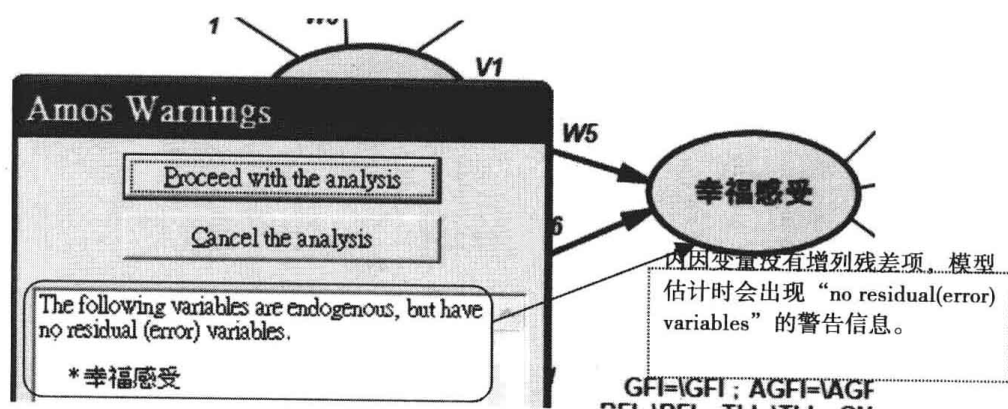 1
V1
Amos Warnings
W5
Proceed with the analysis
幸福感受
Cancel the analysis
6
内因变量没有增列残差项，模型
估计时会出现“no residual(error)
variables”的警告信息。
The following variables are endogenous, but have
no residual (error) variables.
*幸福感受
GFI=\GFI ; AGFI=\AGF